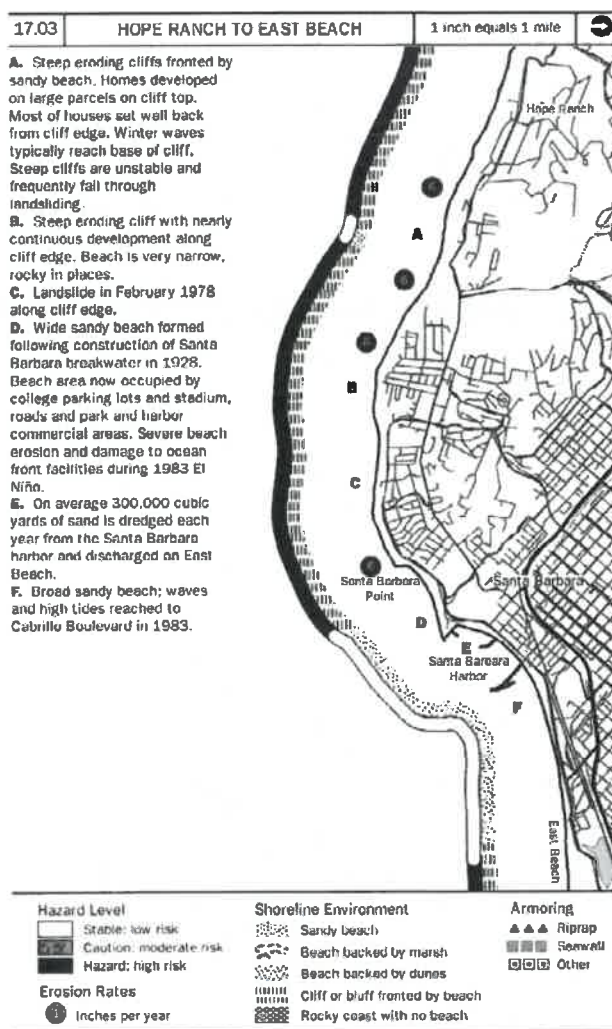 17.03
HOPE RANCH TO EAST BEACH
1 inch equals 1 mile
A. Steep eroding cliffs fronted by
sandy beach. Homes developed
on large parcels on cliff top.
Most of houses set well back
from cliff edge. Winter waves
typically reach base of cliff.
Steep cliffs are unstable and
frequently fail through
landsliding.
B. Steep eroding cliff with nearly
continuous development along
cliff edge. Beach is very narrow,
rocky in places.
C. Landslide in February 1978
along cliff edge.
D. Wide sandy beach formed
following construction of Santa
Barbara breakwater in 1928.
Beach area now occupied by
college parking lots and stadium,
roads and park and harbor
commercial areas. Severe beach
erosion and damage to ocean
front facilities during 1983 El
Niño.
E. On average 300,000 cubic
yards of sand is dredged each
year from the Santa Barbara
harbor and discharged on East
Beach.
F. Broad sandy beach; waves
and high tides reached to
Cabrillo Boulevard in 1983.
Hope Ranch
A
B
C
Santa Barbara
Point
Santa Barbara
D
E
Santa Barbara
Harbor
F
East Beach
Hazard Level
Stable: low risk
Caution: moderate risk
Hazard: high risk
Erosion Rates
Inches per year
Shoreline Environment
Sandy beach
Beach backed by marsh
Beach backed by dunes
Cliff or bluff fronted by beach
Rocky coast with no beach
Armoring
Riprap
Seawall
Other